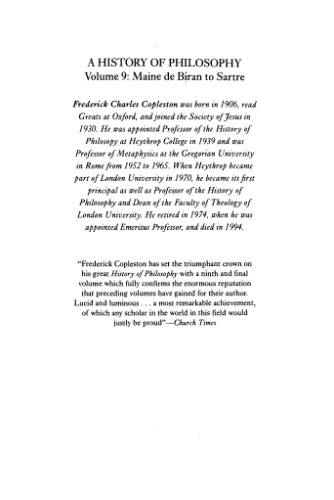 A HISTORY OF PHILOSOPHY
Volume 9: Maine de Biran to Sartre
Frederick Charles Copleston was born in 1906, read
Greats at Oxford, and joined the Society of Jesus in
1930. He was appointed Professor of the History of
Philosopy at Heythrop College in 1939 and was
Professor of Metaphysics at the Gregorian University
in Rome from 1952 to 1965. When Heythrop became
part of London University in 1970, he became its first
principal as well as Professor of the History of
Philosophy and Dean of the Faculty of Theology of
London University. He retired in 1974, when he was
appointed Emeritus Professor, and died in 1994.
"Frederick Copleston has set the triumphant crown on
his great History of Philosophy with a ninth and final
volume which fully confirms the enormous reputation
that preceding volumes have gained for their author.
Lucid and luminous . . . a most remarkable achievement,
of which any scholar in the world in this field would
justly be proud"—Church Times